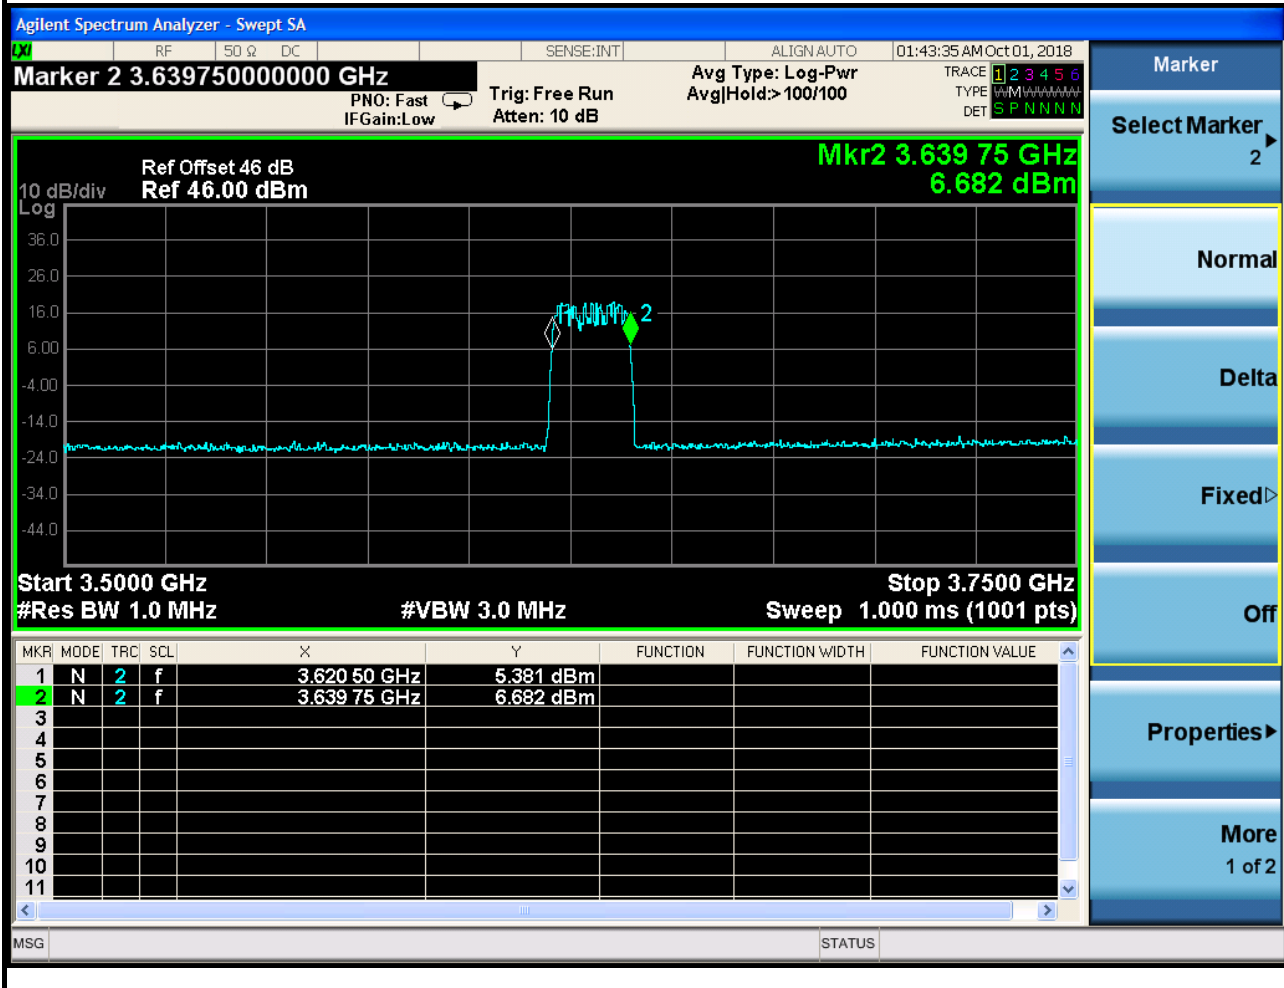 Agilent Spectrum Analyzer - Swept SA
LXI RF 50 Ω DC SENSE:INT ALIGN AUTO 01:43:35 AM Oct 01, 2018
Marker 2 3.639750000000 GHz
PNO: Fast
IFGain:Low
Trig: Free Run
Atten: 10 dB
Avg Type: Log-Pwr
Avg|Hold:>100/100
TRACE 1 2 3 4 5 6
TYPE WMWWWW
DET S P N N N N
Mkr2 3.639 75 GHz
6.682 dBm
Ref Offset 46 dB
10 dB/div Ref 46.00 dBm
Log
36.0
26.0
16.0
6.00
-4.00
-14.0
-24.0
-34.0
-44.0
1
2
Start 3.5000 GHz Stop 3.7500 GHz
#Res BW 1.0 MHz #VBW 3.0 MHz Sweep 1.000 ms (1001 pts)
MKR MODE TRC SCL X Y FUNCTION FUNCTION WIDTH FUNCTION VALUE
1 N 2 f 3.620 50 GHz 5.381 dBm
2 N 2 f 3.639 75 GHz 6.682 dBm
3
4
5
6
7
8
9
10
11
MSG STATUS
Marker
Select Marker
2
Normal
Delta
Fixed
Off
Properties
More
1 of 2